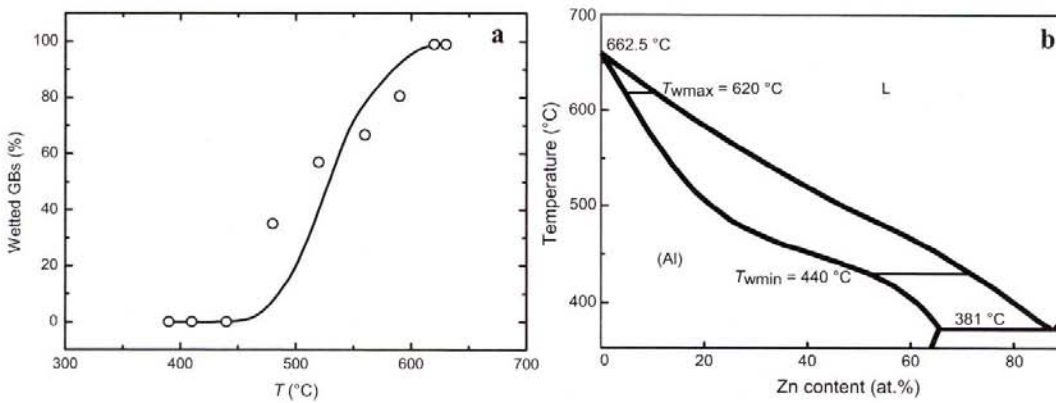 a
Wetted GBs (%)
100
80
60
40
20
0
300 400 500 600 700
T (°C)
b
Temperature (°C)
700
600
500
400
662.5 °C
Twmax = 620 °C
L
(Al)
Twmin = 440 °C
381 °C
0 20 40 60 80
Zn content (at.%)